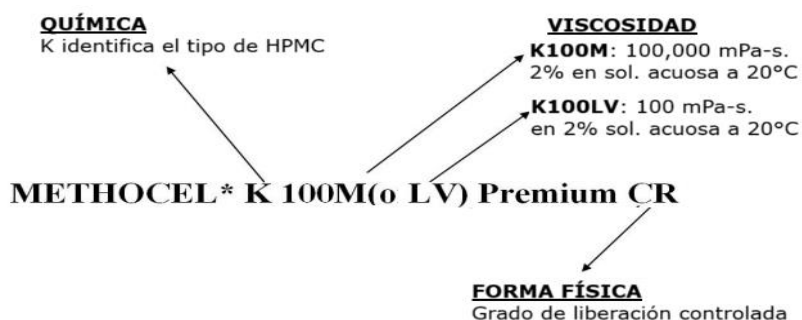 QUÍMICA
K identifica el tipo de HPMC
VISCOSIDAD
K100M: 100,000 mPa-s.
2% en sol. acuosa a 20°C
K100LV: 100 mPa-s.
en 2% sol. acuosa a 20°C
METHOCEL* K 100M(o LV) Premium CR
FORMA FÍSICA
Grado de liberación controlada